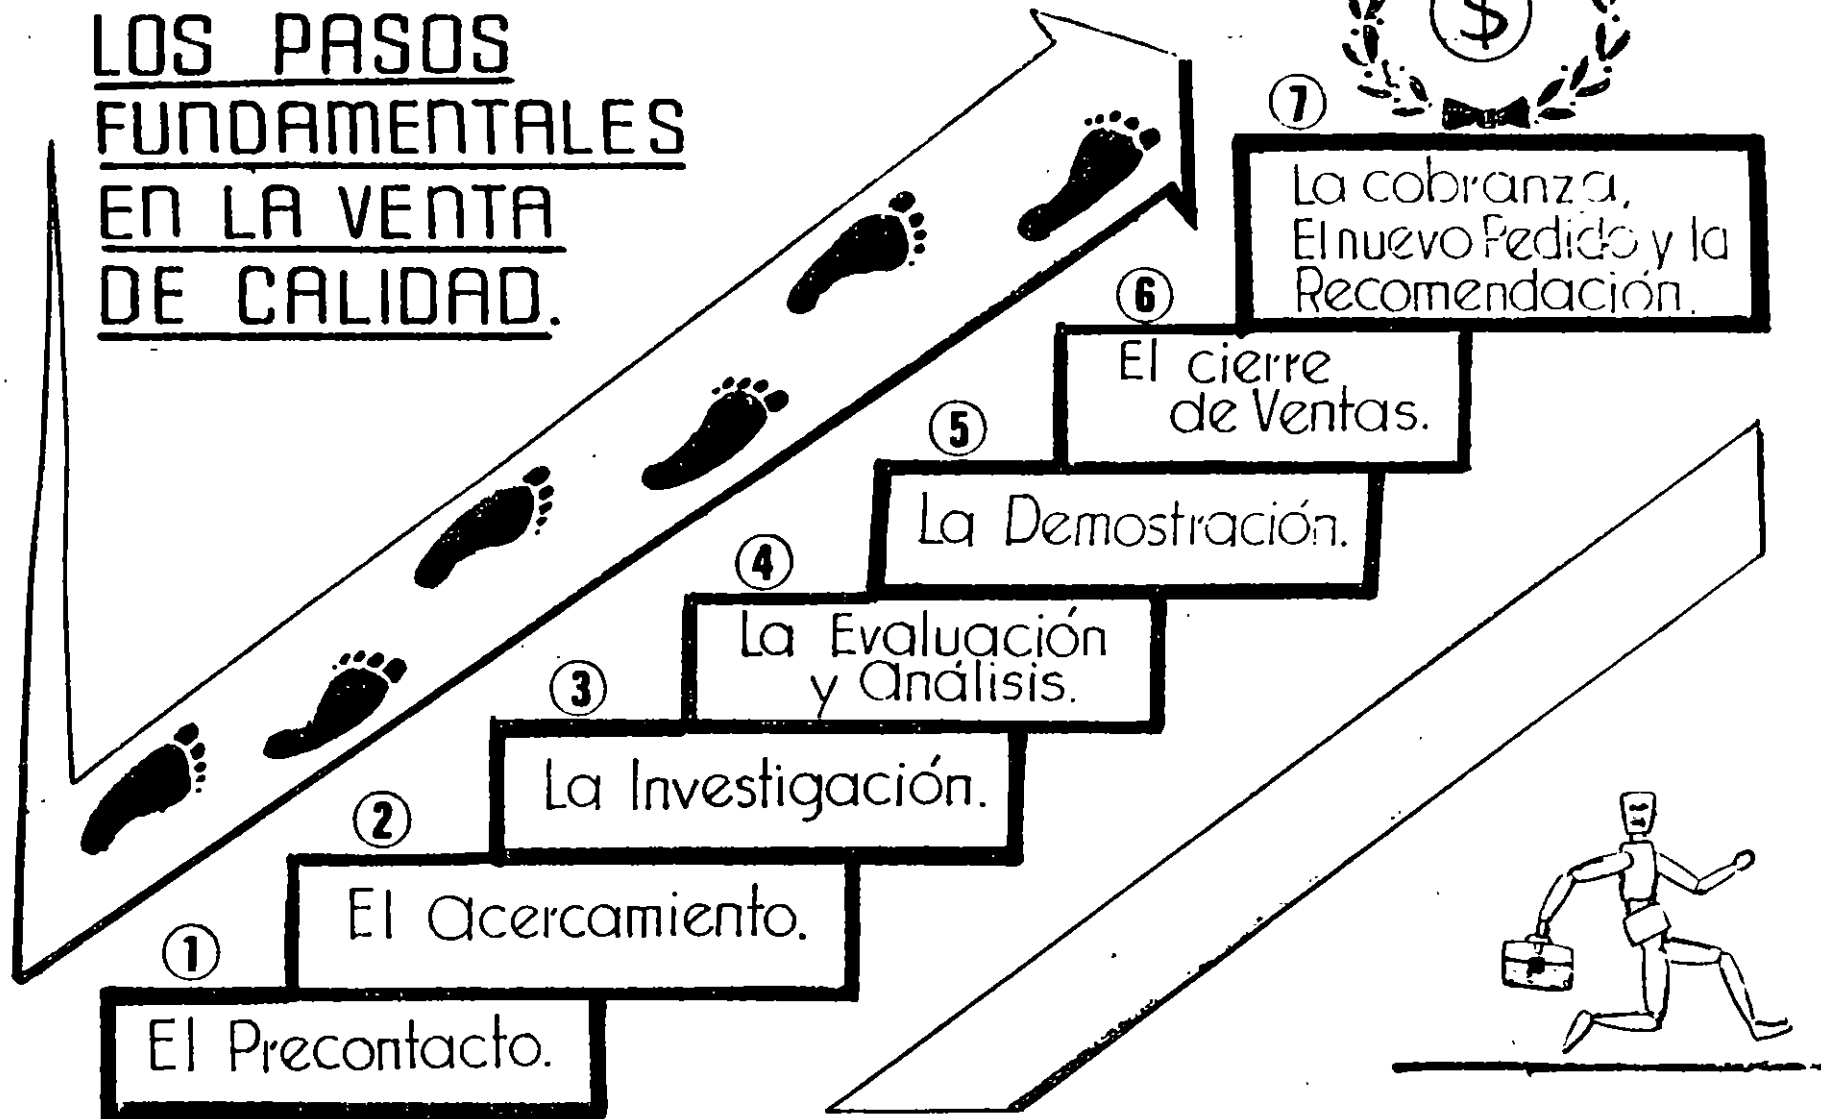 LOS PASOS
FUNDAMENTALES
EN LA VENTA
DE CALIDAD.
$
7
La cobranza,
El nuevo Pedido y la
Recomendación.
6
El cierre
de Ventas.
5
La Demostración.
4
La Evaluación
y Análisis.
3
La Investigación.
2
El Acercamiento.
1
El Precontacto.